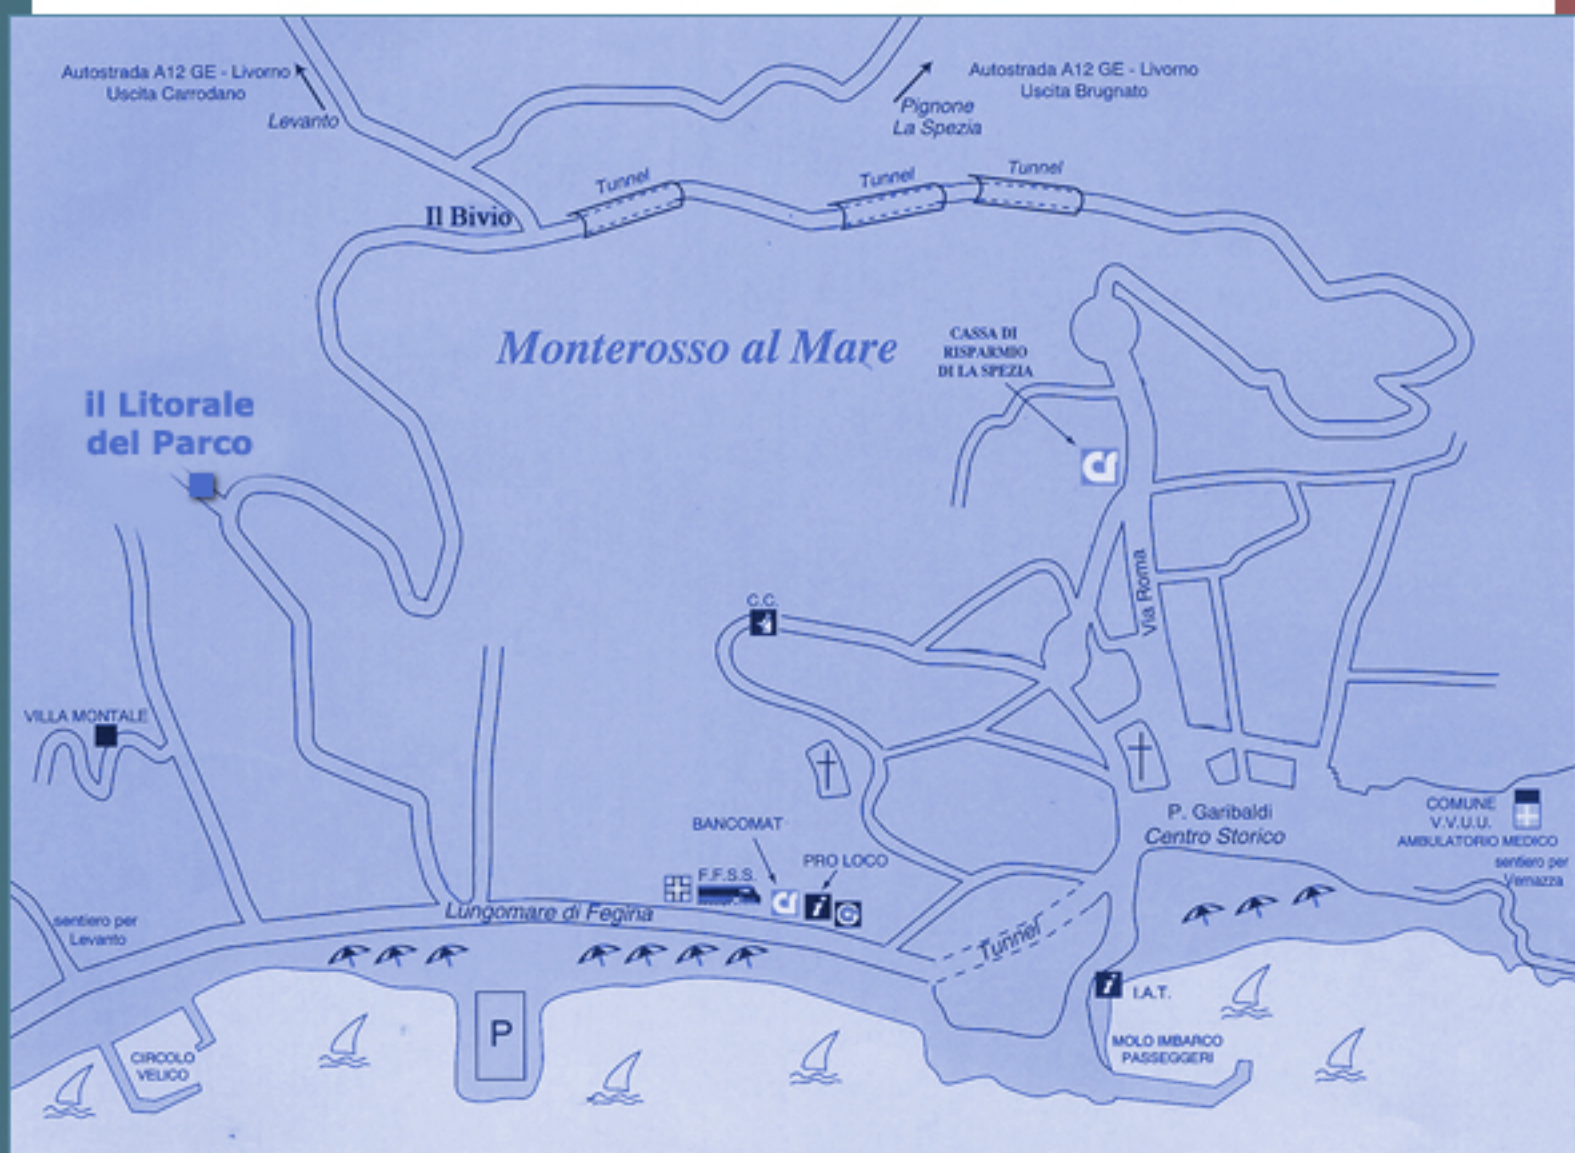 Autostrada A12 GE - Livorno
Uscita Carrodano
Levanto
Autostrada A12 GE - Livorno
Uscita Brugnato
Pignone
La Spezia
Tunnel
Tunnel
Tunnel
Il Bivio
Monterosso al Mare
CASSA DI
RISPARMIO
DI LA SPEZIA
il Litorale
del Parco
Via Roma
C.C.
VILLA MONTALE
BANCOMAT
PRO LOCO
F.F.S.S.
i
P. Garibaldi
Centro Storico
COMUNE
V.V.U.U.
AMBULATORIO MEDICO
sentiero per
Vernazza
sentiero per
Levanto
Lungomare di Fegina
Tunnel
i
I.A.T.
P
MOLO IMBARCO
PASSEGGERI
CIRCOLO
VELICO